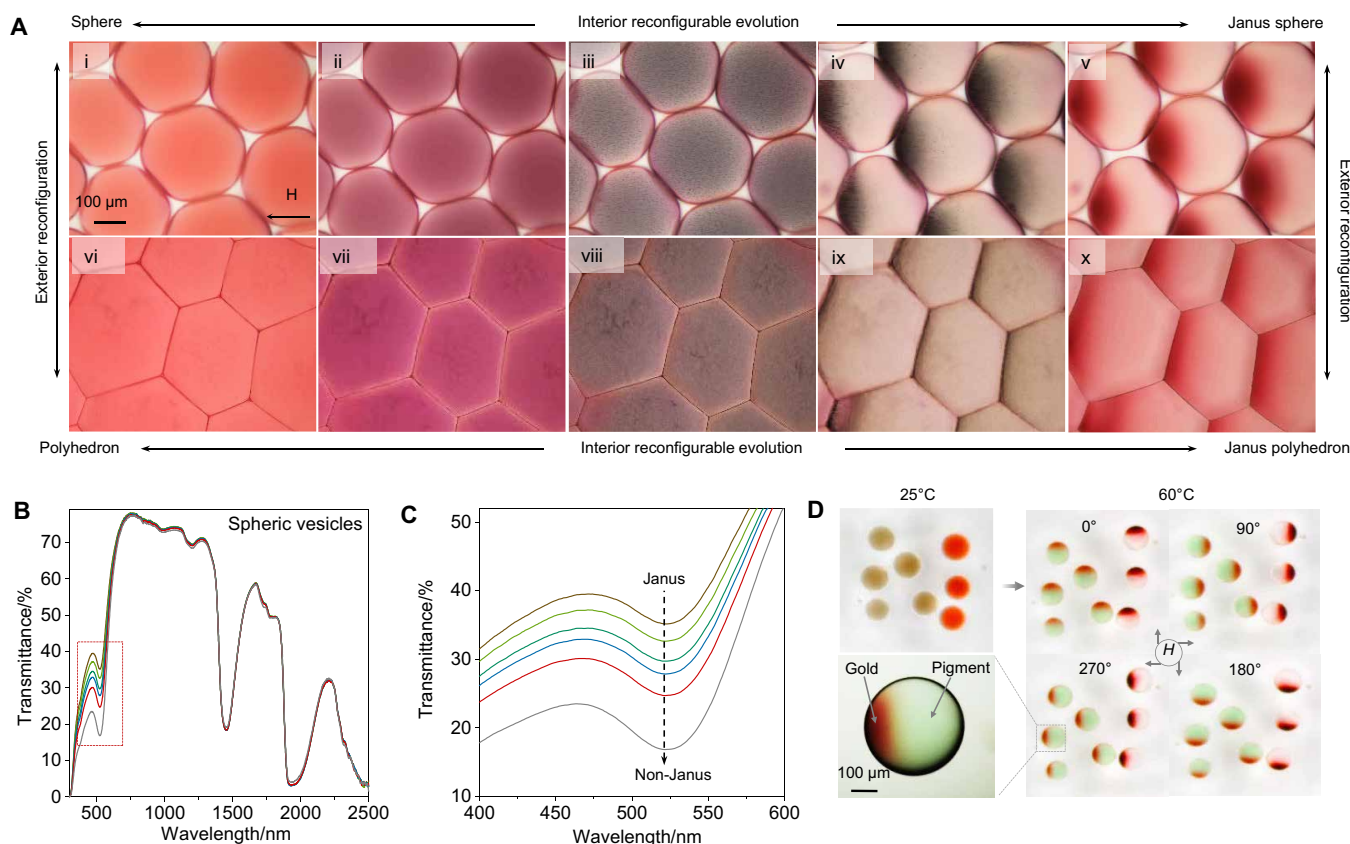 A
Sphere
Interior reconfigurable evolution
Janus sphere
Exterior reconfiguration
i
ii
iii
iv
v
H
100 µm
Exterior reconfiguration
vi
vii
viii
ix
x
Polyhedron
Interior reconfigurable evolution
Janus polyhedron
B
Spheric vesicles
Transmittance/%
70
60
50
40
30
20
10
0
500 1000 1500 2000 2500
Wavelength/nm
C
Transmittance/%
50
40
30
20
10
Janus
Non-Janus
400 450 500 550 600
Wavelength/nm
D
25°C
60°C
0°
90°
H
270°
180°
Gold
Pigment
100 µm